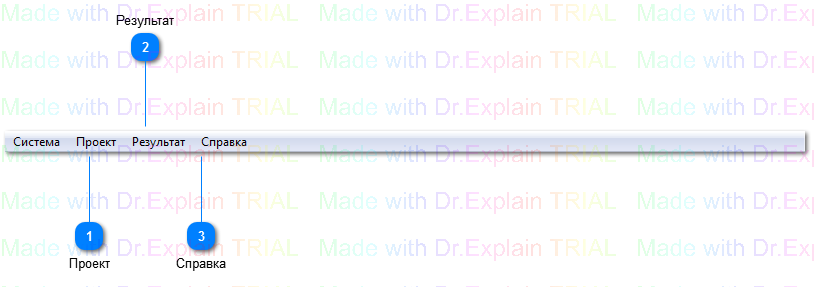 Made with Dr.Explain TRIAL Made with Dr.Explain TRIAL Made with Dr.Exp
Результат
2
Made with Dr.Explain TRIAL Made with Dr.Explain TRIAL Made with Dr.Exp
Made with Dr.Explain TRIAL Made with Dr.Explain TRIAL Made with Dr.Exp
Система Проект Результат Справка
Made with Dr.Explain TRIAL Made with Dr.Explain TRIAL Made with Dr.Exp
Made with Dr.Explain TRIAL Made with Dr.Explain TRIAL Made with Dr.Exp
1 3
Made with Dr.Explain TRIAL Made with Dr.Explain TRIAL Made with Dr.Exp
Проект Справка